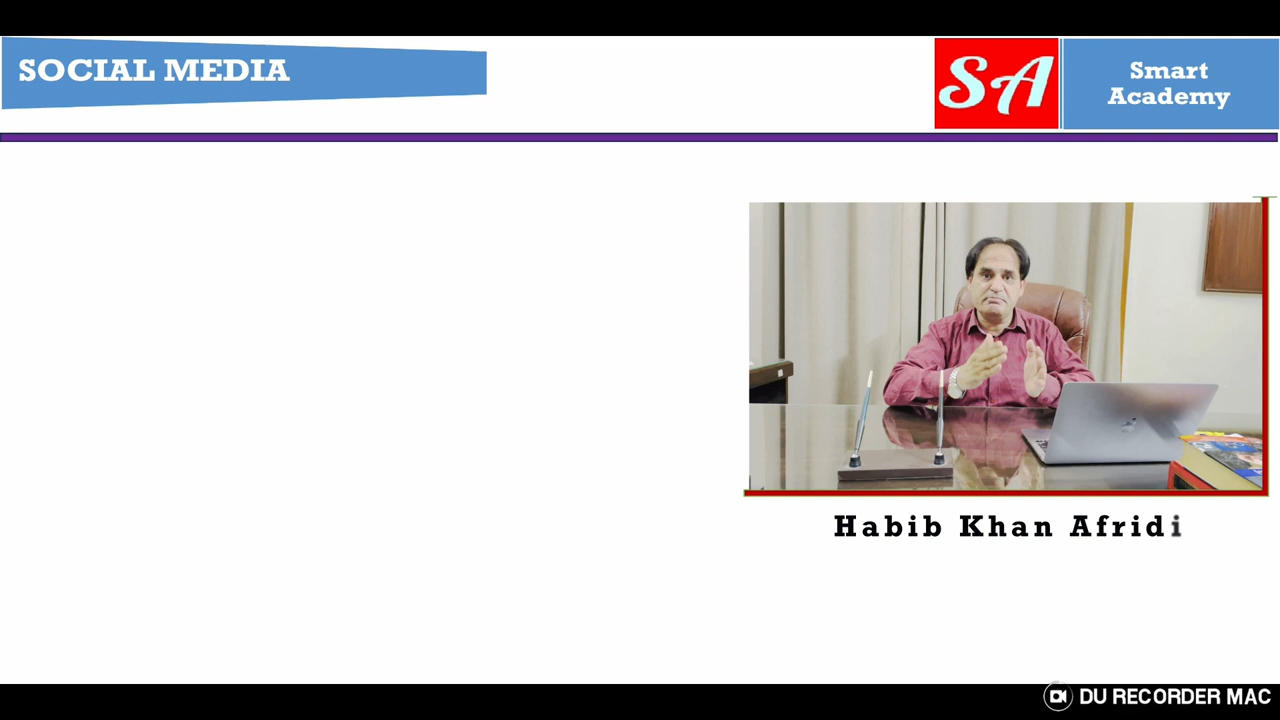 SOCIAL MEDIA
SA
Smart
Academy
Habib Khan Afridi
DU RECORDER MAC